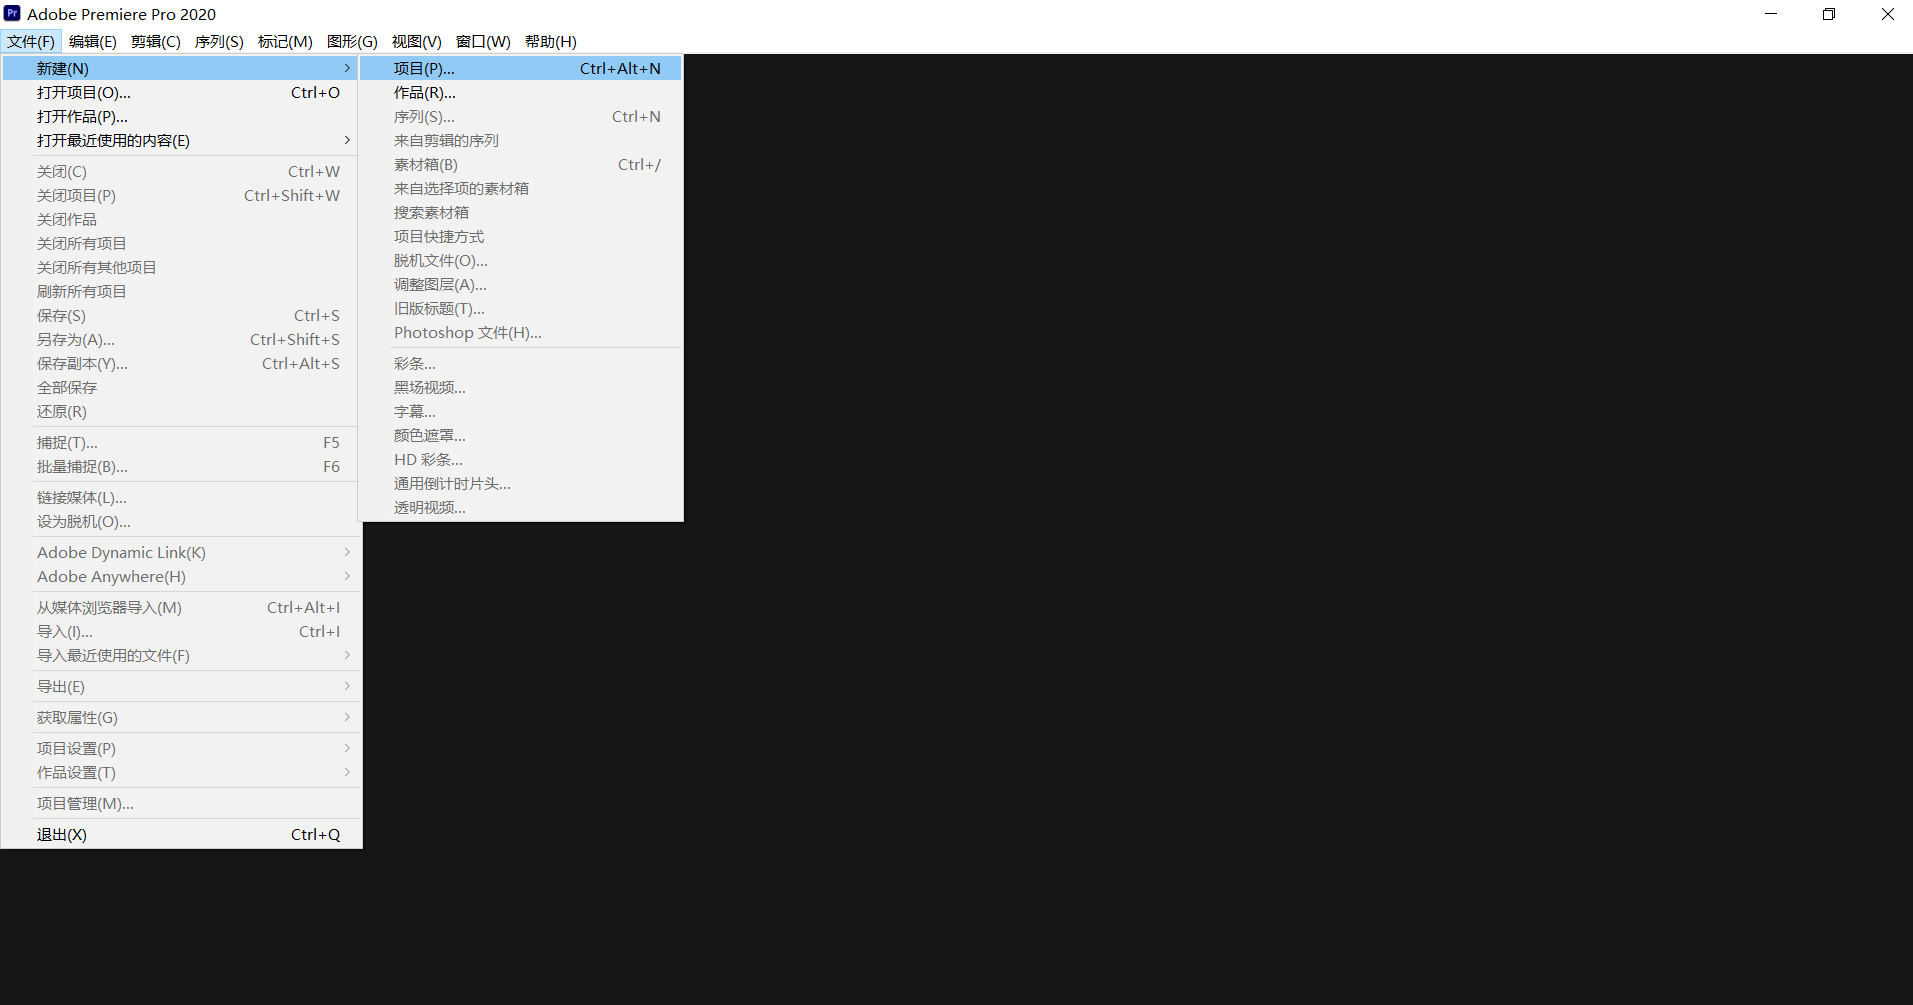 Pr Adobe Premiere Pro 2020
文件(F) 编辑(E) 剪辑(C) 序列(S) 标记(M) 图形(G) 视图(V) 窗口(W) 帮助(H)
新建(N)
打开项目(O)... Ctrl+O
打开作品(P)...
打开最近使用的内容(E)
关闭(C) Ctrl+W
关闭项目(P) Ctrl+Shift+W
关闭作品
关闭所有项目
关闭所有其他项目
刷新所有项目
保存(S) Ctrl+S
另存为(A)... Ctrl+Shift+S
保存副本(Y)... Ctrl+Alt+S
全部保存
还原(R)
捕捉(T)... F5
批量捕捉(B)... F6
链接媒体(L)...
设为脱机(O)...
Adobe Dynamic Link(K)
Adobe Anywhere(H)
从媒体浏览器导入(M) Ctrl+Alt+I
导入(I)... Ctrl+I
导入最近使用的文件(F)
导出(E)
获取属性(G)
项目设置(P)
作品设置(T)
项目管理(M)...
退出(X) Ctrl+Q
项目(P)... Ctrl+Alt+N
作品(R)...
序列(S)... Ctrl+N
来自剪辑的序列
素材箱(B) Ctrl+/
来自选择项的素材箱
搜索素材箱
项目快捷方式
脱机文件(O)...
调整图层(A)...
旧版标题(T)...
Photoshop 文件(H)...
彩条...
黑场视频...
字幕...
颜色遮罩...
HD 彩条...
通用倒计时片头...
透明视频...